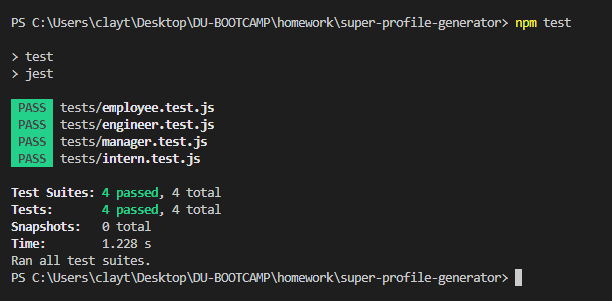 PS C:\Users\clayt\Desktop\DU-BOOTCAMP\homework\super-profile-generator> npm test
> test
> jest
PASS tests/employee.test.js
PASS tests/engineer.test.js
PASS tests/manager.test.js
PASS tests/intern.test.js
Test Suites: 4 passed, 4 total
Tests: 4 passed, 4 total
Snapshots: 0 total
Time: 1.228 s
Ran all test suites.
PS C:\Users\clayt\Desktop\DU-BOOTCAMP\homework\super-profile-generator>